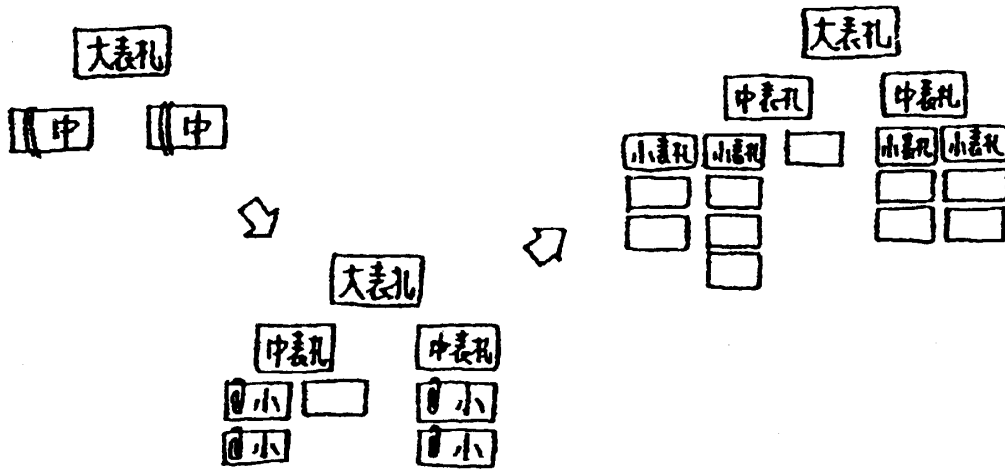 大表札
中 中
大表札
中表札 中表札
小 小
小 小
大表札
中表札 中表札
小表札 小表札 小表札 小表札